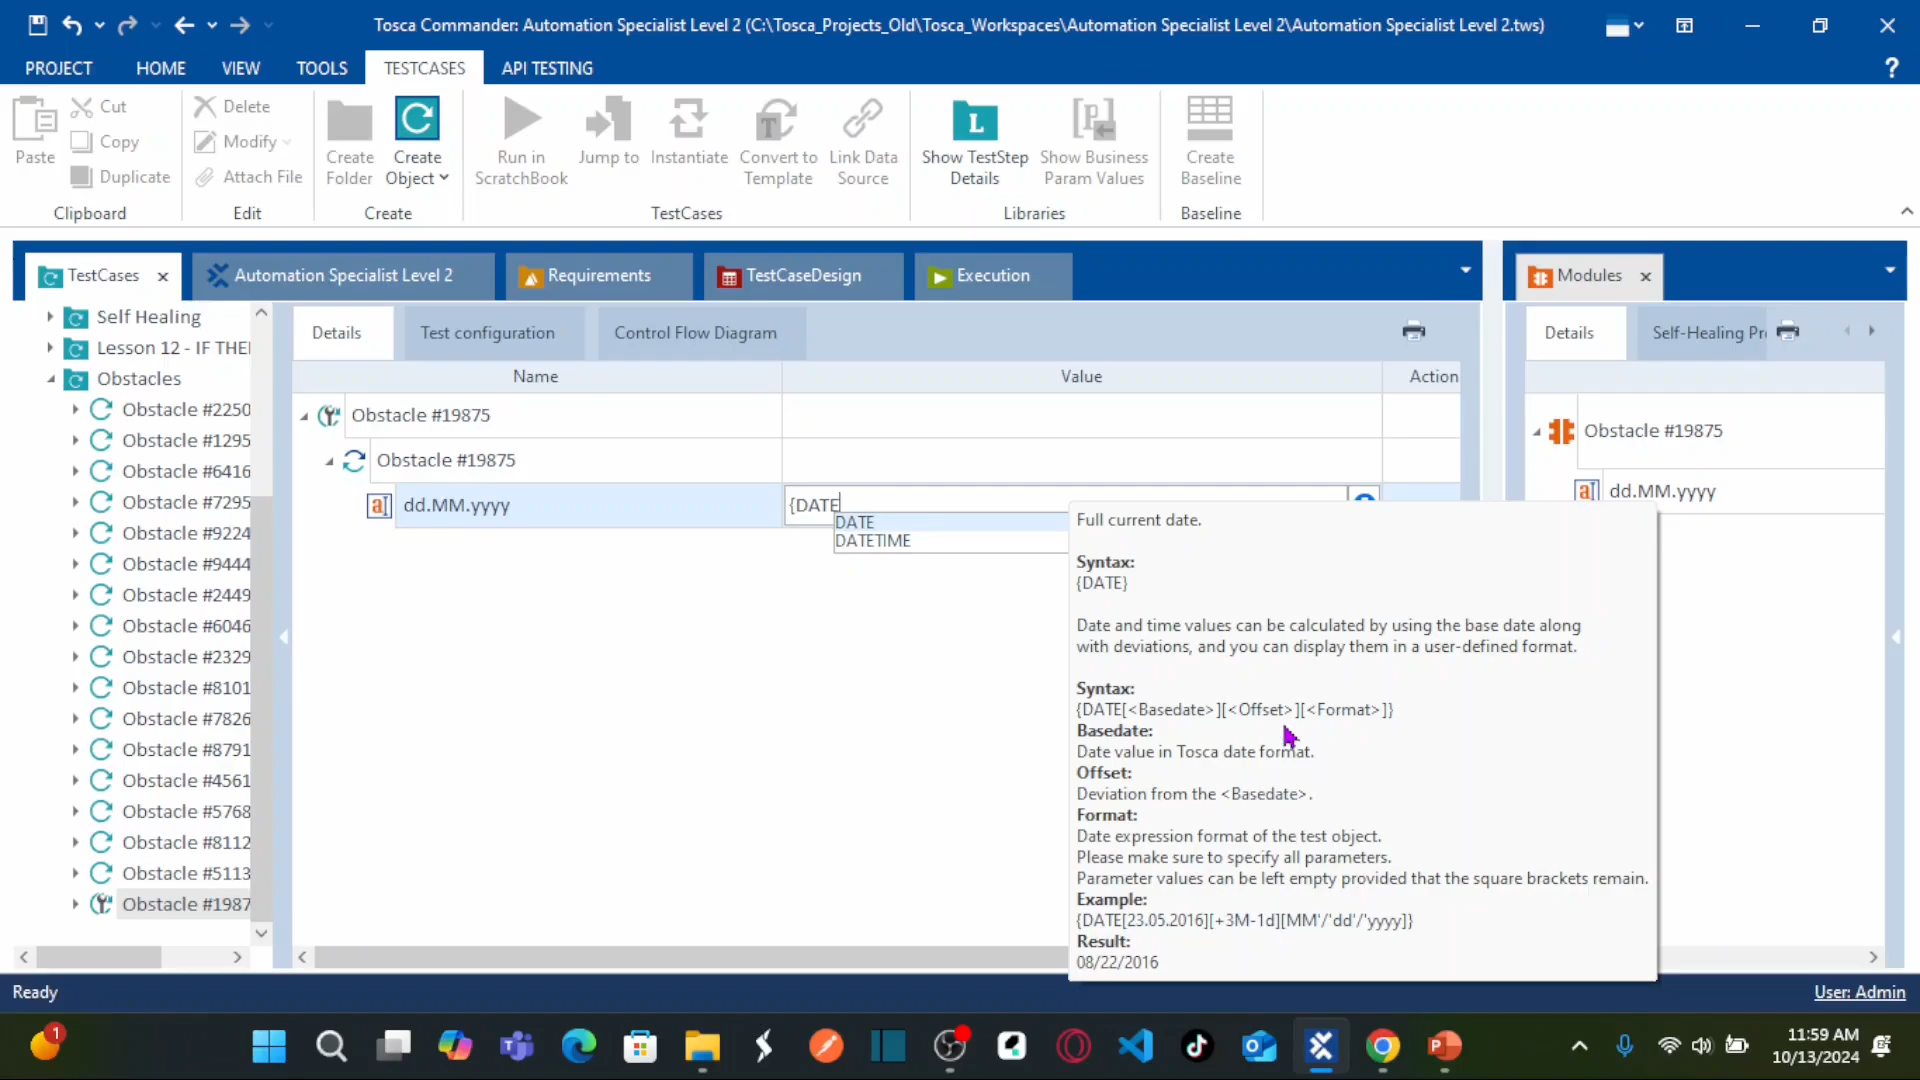 Tosca Commander: Automation Specialist Level 2 (C:\Tosca_Projects_Old\Tosca_Workspaces\Automation Specialist Level 2\Automation Specialist Level 2.tws)
PROJECT
HOME
VIEW
TOOLS
TESTCASES
API TESTING
?
Paste
Cut
Copy
Duplicate
Clipboard
Delete
Modify
Attach File
Edit
Create
Folder
Create
Object
Create
Run in
ScratchBook
Jump to
Instantiate
Convert to
Template
Link Data
Source
TestCases
Show TestStep
Details
Show Business
Param Values
Libraries
Create
Baseline
Baseline
TestCases
Automation Specialist Level 2
Requirements
TestCaseDesign
Execution
Modules
Self Healing
Lesson 12 - IF THE
Obstacles
Obstacle #2250
Obstacle #1295
Obstacle #6416
Obstacle #7295
Obstacle #9224
Obstacle #9444
Obstacle #2449
Obstacle #6046
Obstacle #2329
Obstacle #8101
Obstacle #7826
Obstacle #8791
Obstacle #4561
Obstacle #5768
Obstacle #8112
Obstacle #5113
Obstacle #1987
Details
Test configuration
Control Flow Diagram
Name
Value
Action
Obstacle #19875
Obstacle #19875
dd.MM.yyyy
{DATE
DATE
DATETIME
Full current date.
Syntax:
{DATE}
Date and time values can be calculated by using the base date along
with deviations, and you can display them in a user-defined format.
Syntax:
{DATE[<Basedate>][<Offset>][<Format>]}
Basedate:
Date value in Tosca date format.
Offset:
Deviation from the <Basedate>.
Format:
Date expression format of the test object.
Please make sure to specify all parameters.
Parameter values can be left empty provided that the square brackets remain.
Example:
{DATE[23.05.2016][+3M-1d][MM'/'dd'/'yyyy]}
Result:
08/22/2016
Details
Self-Healing Pr
Obstacle #19875
dd.MM.yyyy
Ready
User: Admin
1
11:59 AM
10/13/2024